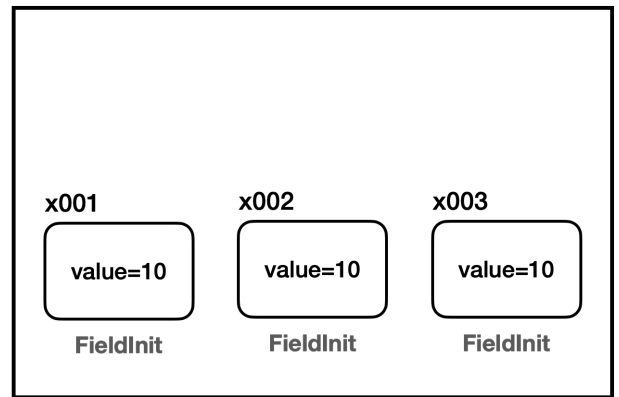 x001
x002
x003
value=10
value=10
value=10
FieldInit
FieldInit
FieldInit